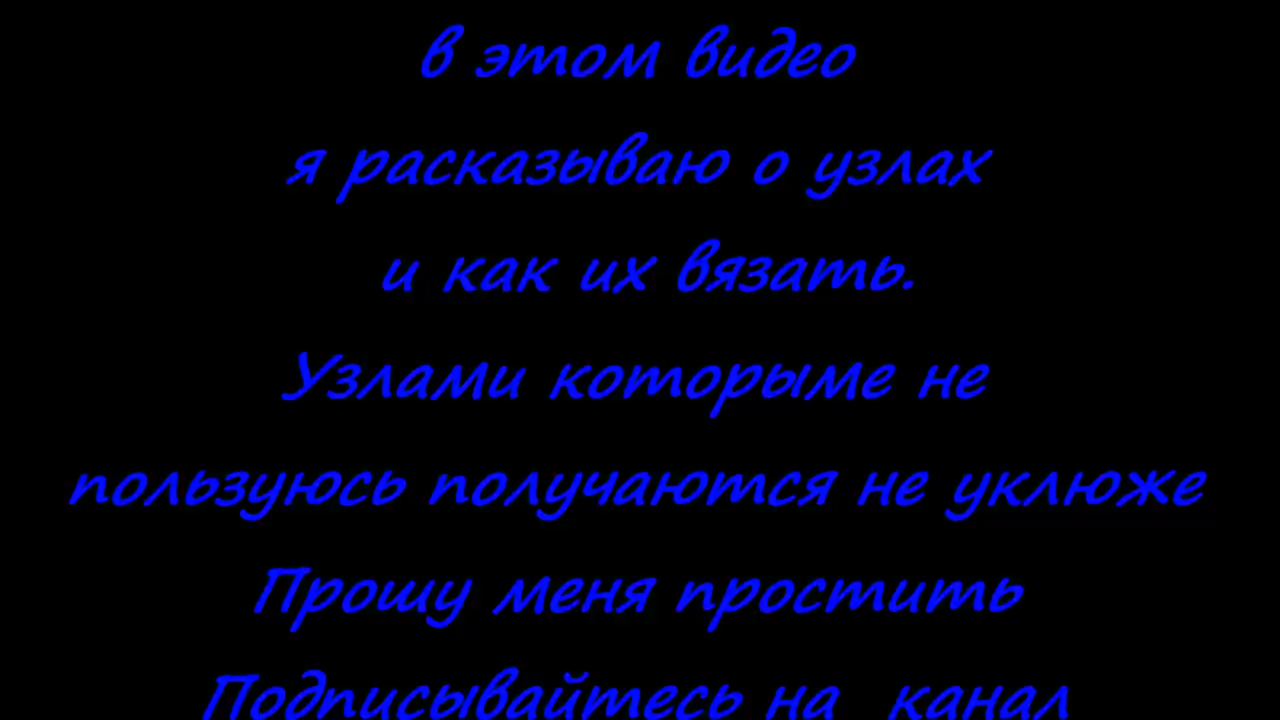 в этом видео
я расказываю о узлах
и как их вязать.
Узлами которыме не
пользуюсь получаются не уклюже
Прошу меня простить
Подписывайтесь на канал